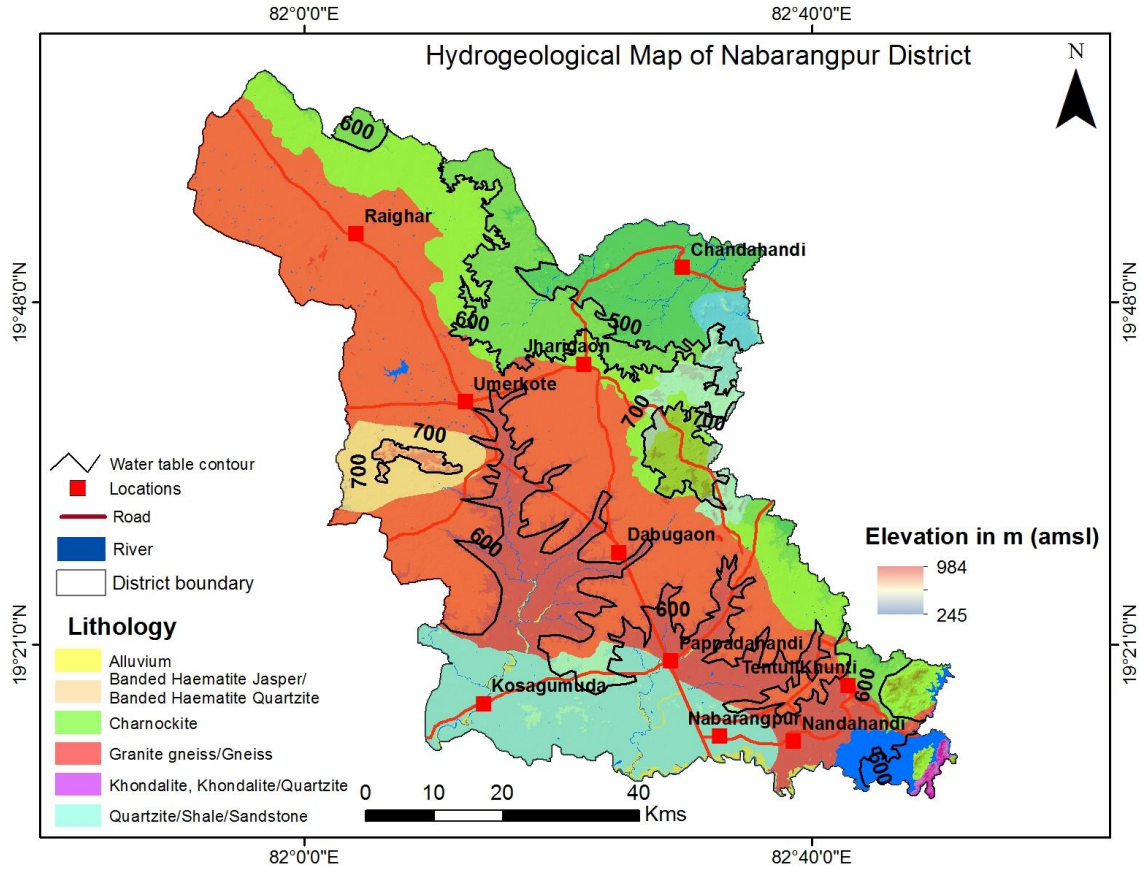 82°0'0"E 82°40'0"E
Hydrogeological Map of Nabarangpur District
N
600
Raighar
Chandahandi
19°48'0"N 19°48'0"N
600
500
Jharigaon
Umerkote
700
700
700
700
Water table contour
Locations
Road
River
District boundary
600
Dabugaon
Elevation in m (amsl)
984
245
600
Lithology
Alluvium
Banded Haematite Jasper/
Banded Haematite Quartzite
Charnockite
Granite gneiss/Gneiss
Khondalite, Khondalite/Quartzite
Quartzite/Shale/Sandstone
19°21'0"N 19°21'0"N
Pappadahandi
TentuliKhunti
Kosagumuda
600
Nabarangpur
Nandahandi
600
0 10 20 40
Kms
82°0'0"E 82°40'0"E